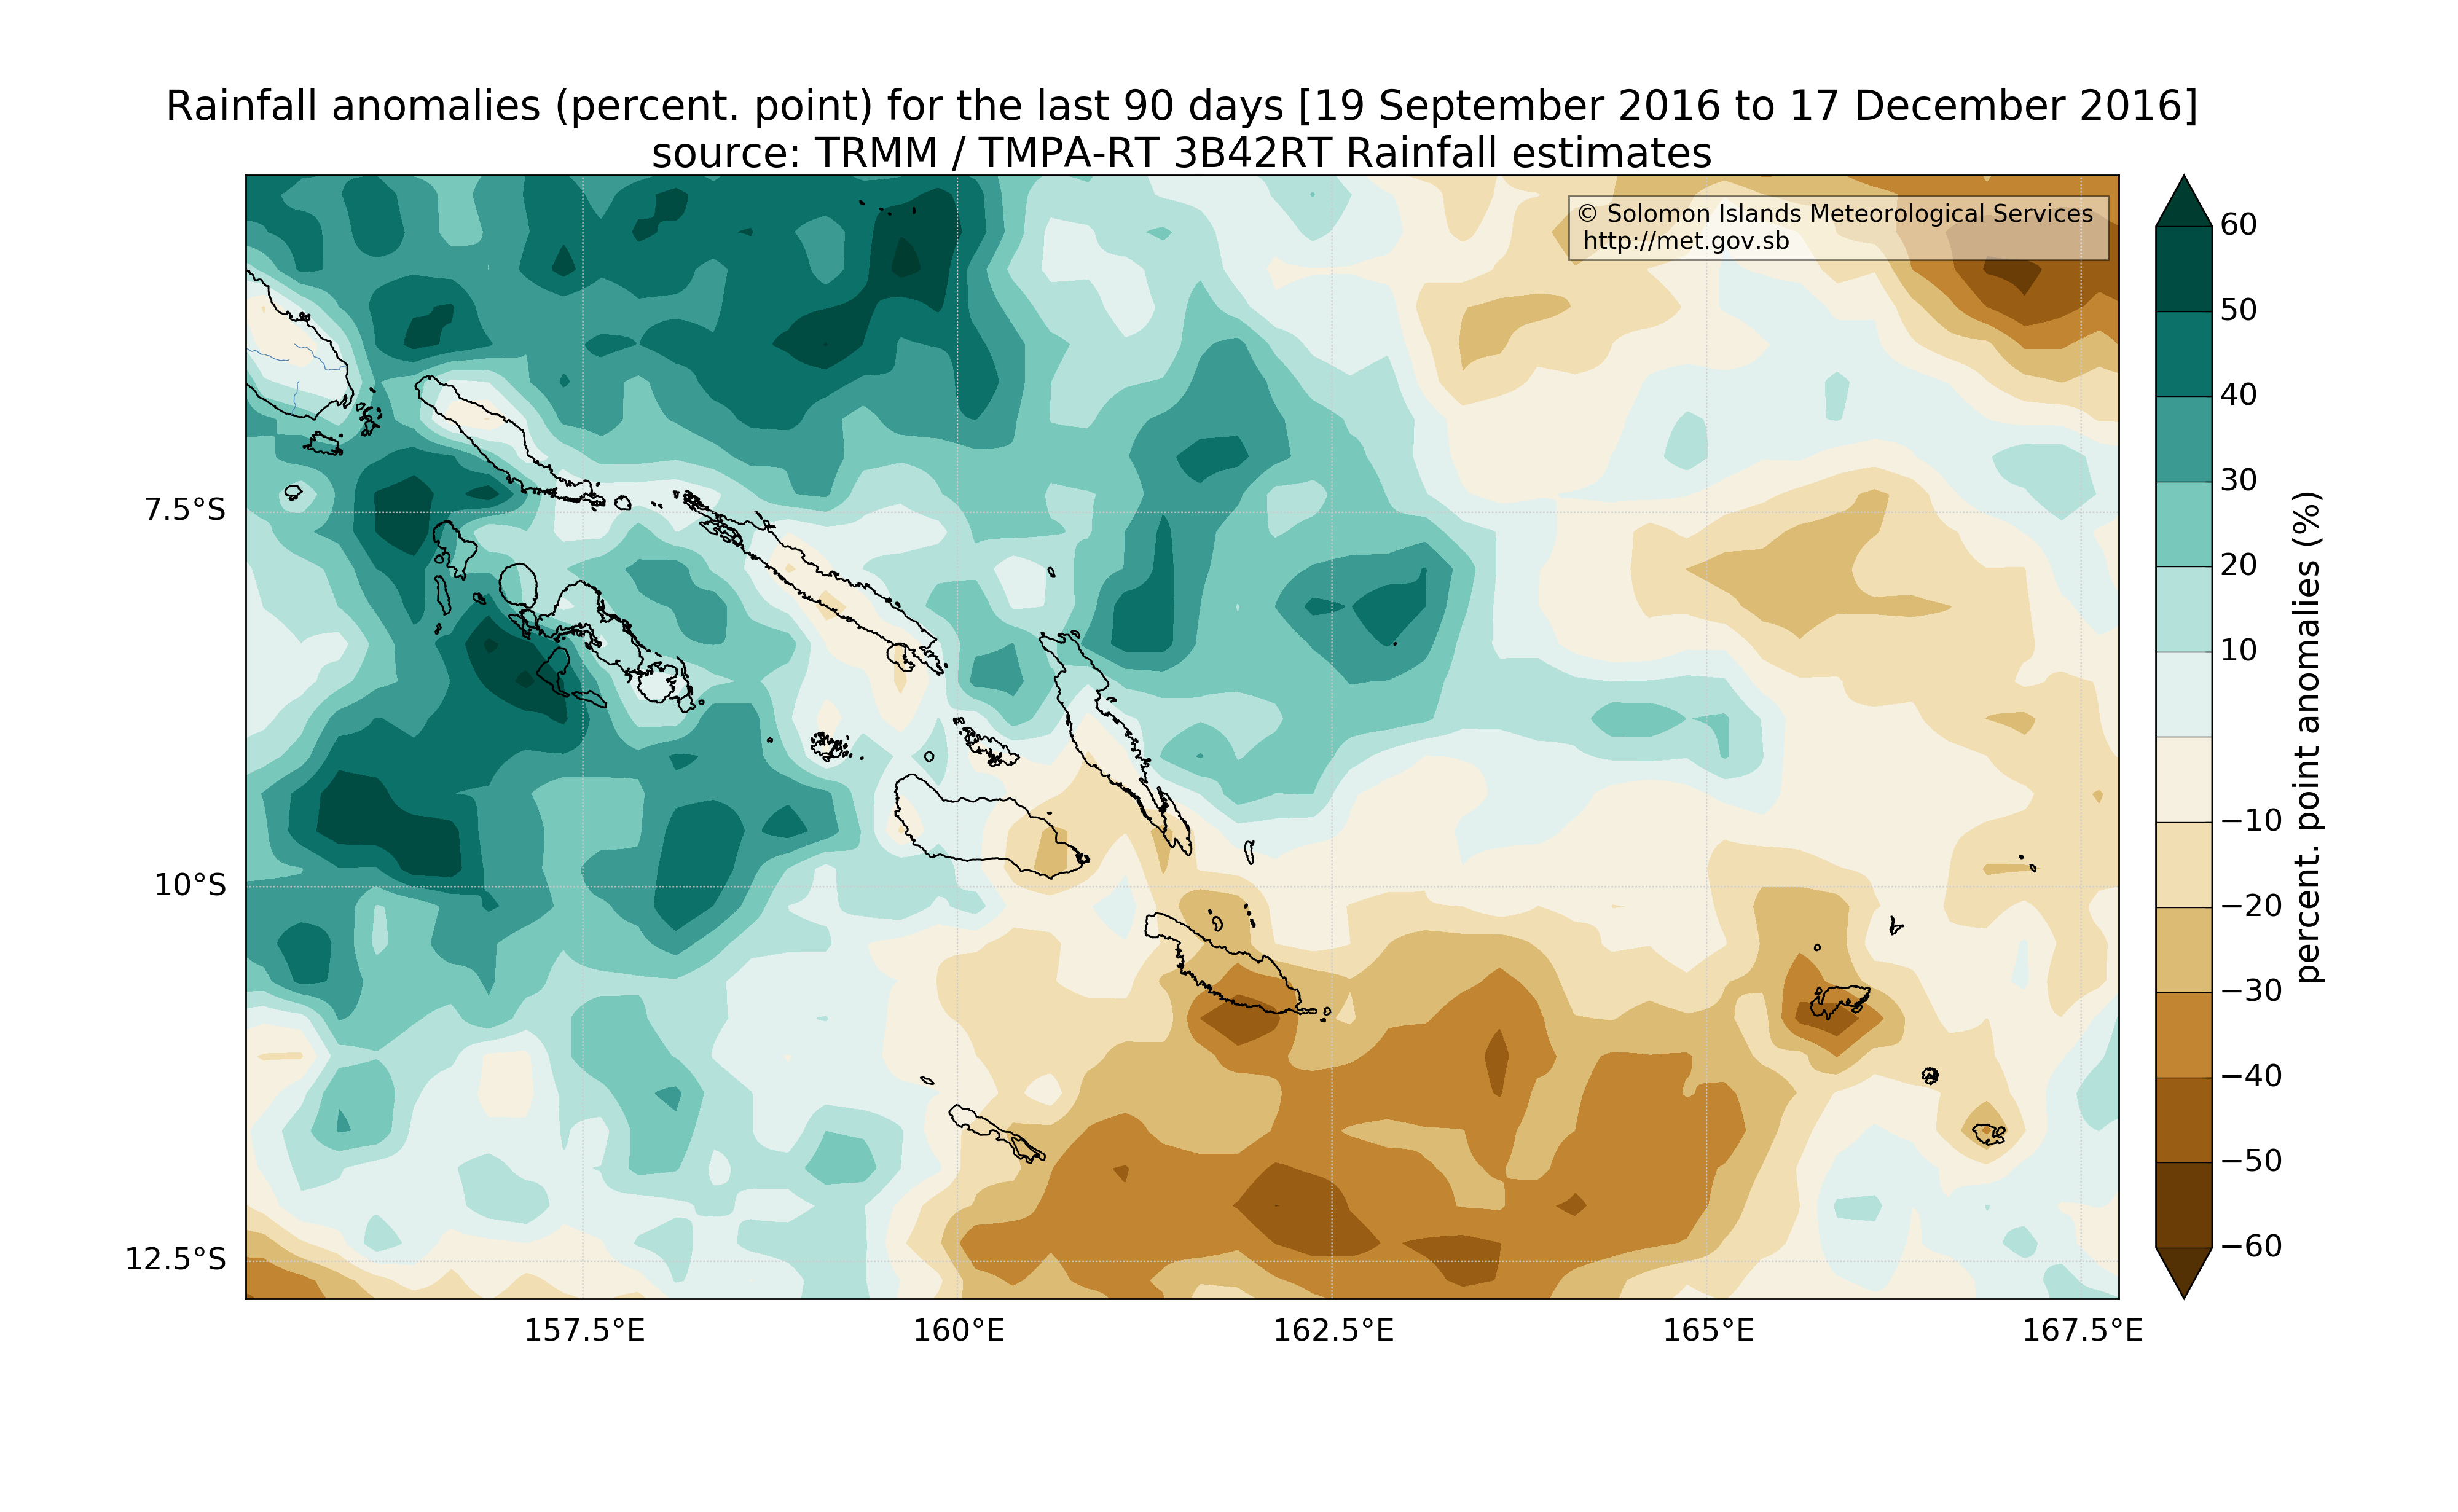 Rainfall anomalies (percent. point) for the last 90 days [19 September 2016 to 17 December 2016]
source: TRMM / TMPA-RT 3B42RT Rainfall estimates
© Solomon Islands Meteorological Services
http://met.gov.sb
7.5°S
10°S
12.5°S
157.5°E
160°E
162.5°E
165°E
167.5°E
60
50
40
30
20
10
−10
−20
−30
−40
−50
−60
percent. point anomalies (%)